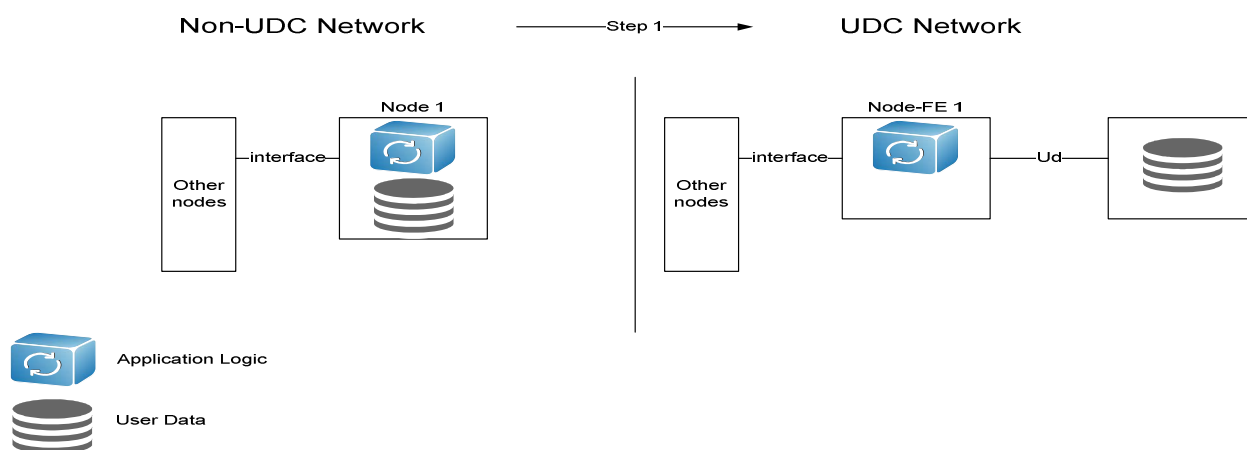 Non-UDC Network
Step 1
UDC Network
Node 1
Node-FE 1
interface
interface
Ud
Other
nodes
Other
nodes
Application Logic
User Data